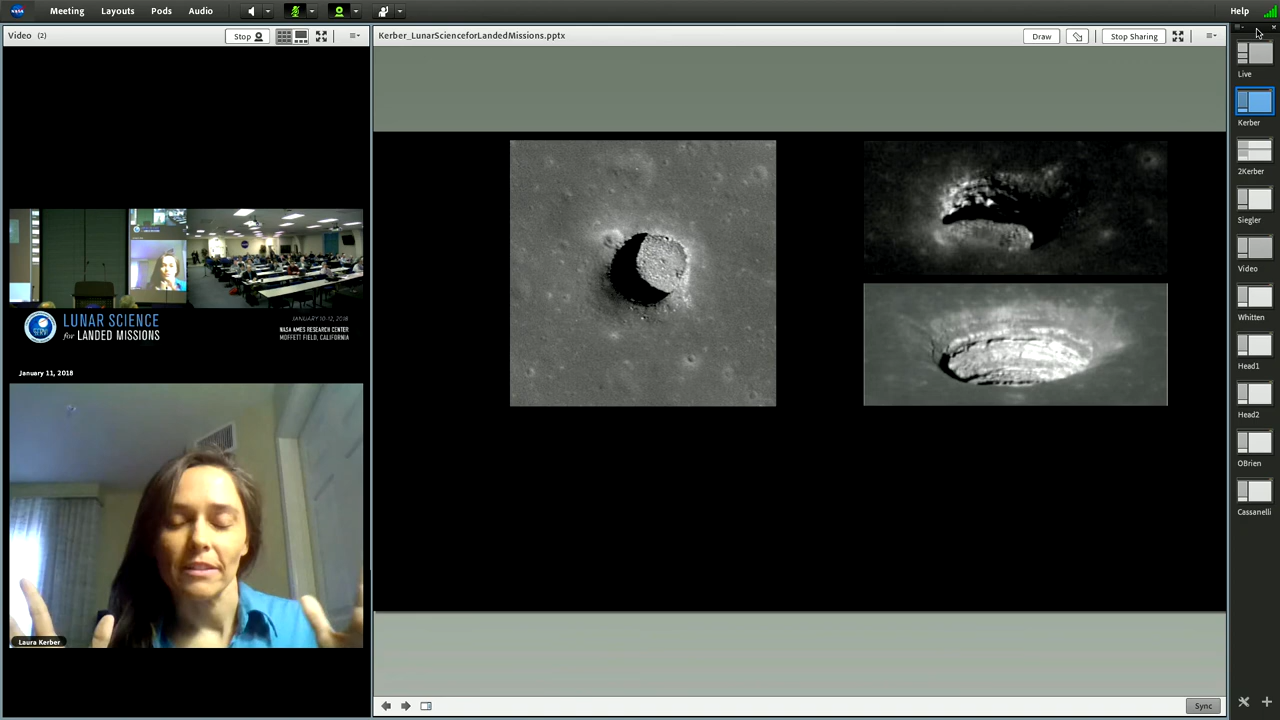 Meeting Layouts Pods Audio Help
Video (2)
Stop
Kerber_LunarScienceforLandedMissions.pptx
Draw
Stop Sharing
LUNAR SCIENCE
for LANDED MISSIONS
JANUARY 10-12, 2018
NASA AMES RESEARCH CENTER
MOFFETT FIELD, CALIFORNIA
January 11, 2018
Laura Kerber
Live
Kerber
2Kerber
Siegler
Video
Whitten
Head1
Head2
OBrien
Cassanelli
Sync